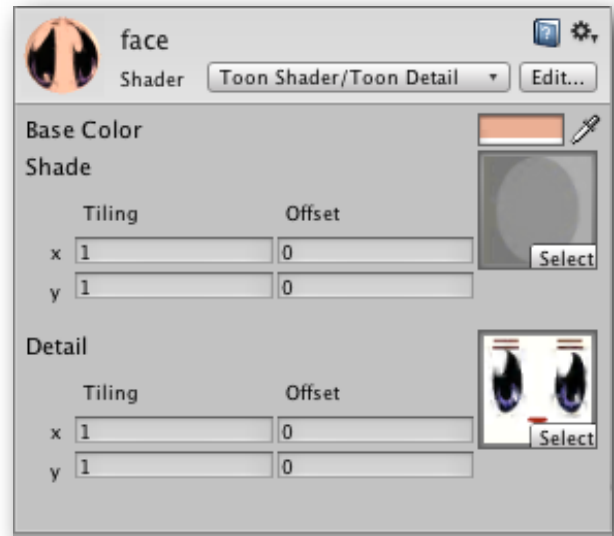 face
Shader Toon Shader/Toon Detail Edit...
Base Color
Shade
Tiling Offset
x 1 0
Select
y 1 0
Detail
Tiling Offset
x 1 0
Select
y 1 0